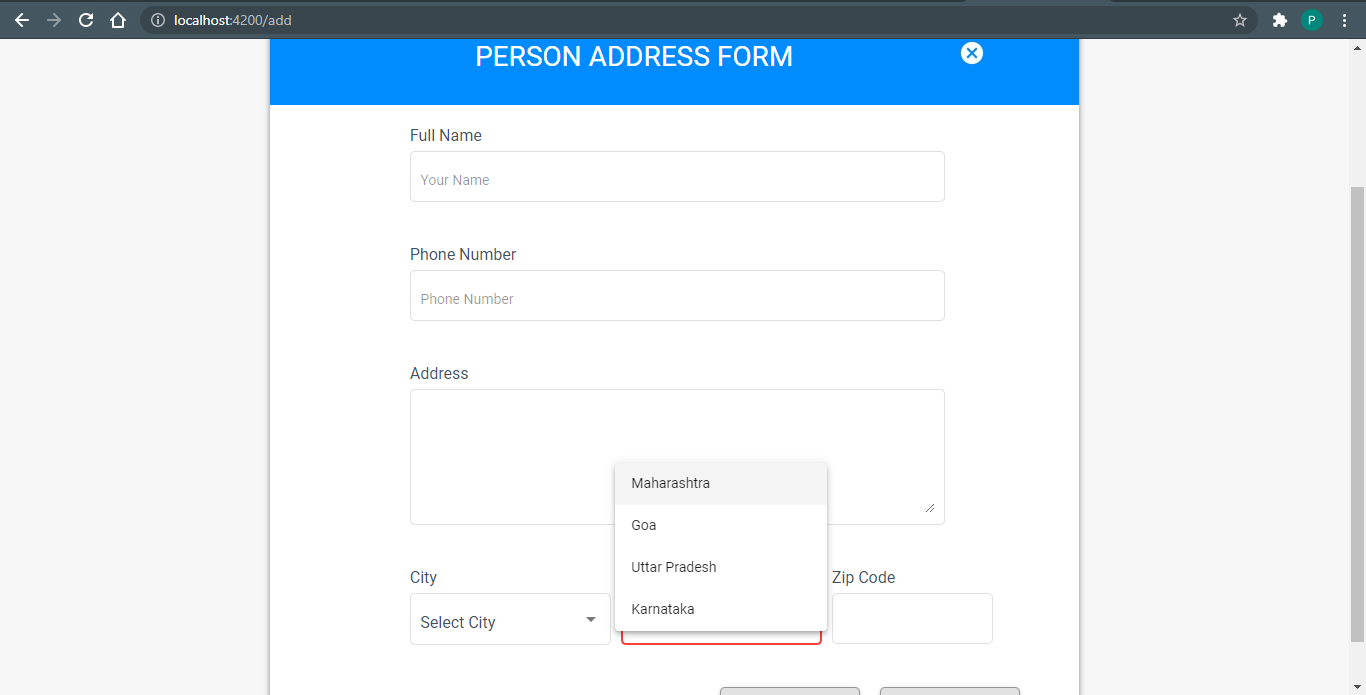 localhost:4200/add
P
PERSON ADDRESS FORM
Full Name
Your Name
Phone Number
Phone Number
Address
Maharashtra
Goa
Uttar Pradesh
Karnataka
City
Zip Code
Select City